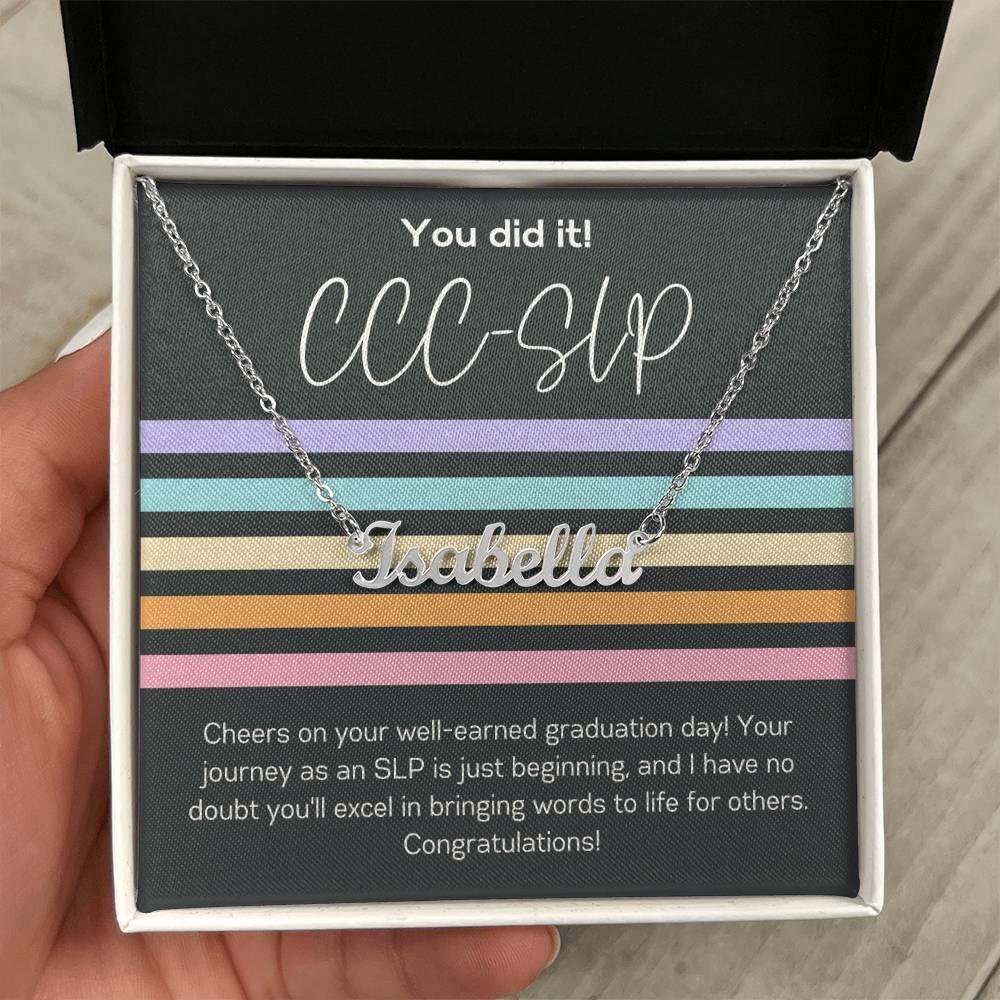 You did it!
CCC-SLP
Isabella
Cheers on your well-earned graduation day! Your
journey as an SLP is just beginning, and I have no
doubt you'll excel in bringing words to life for others.
Congratulations!